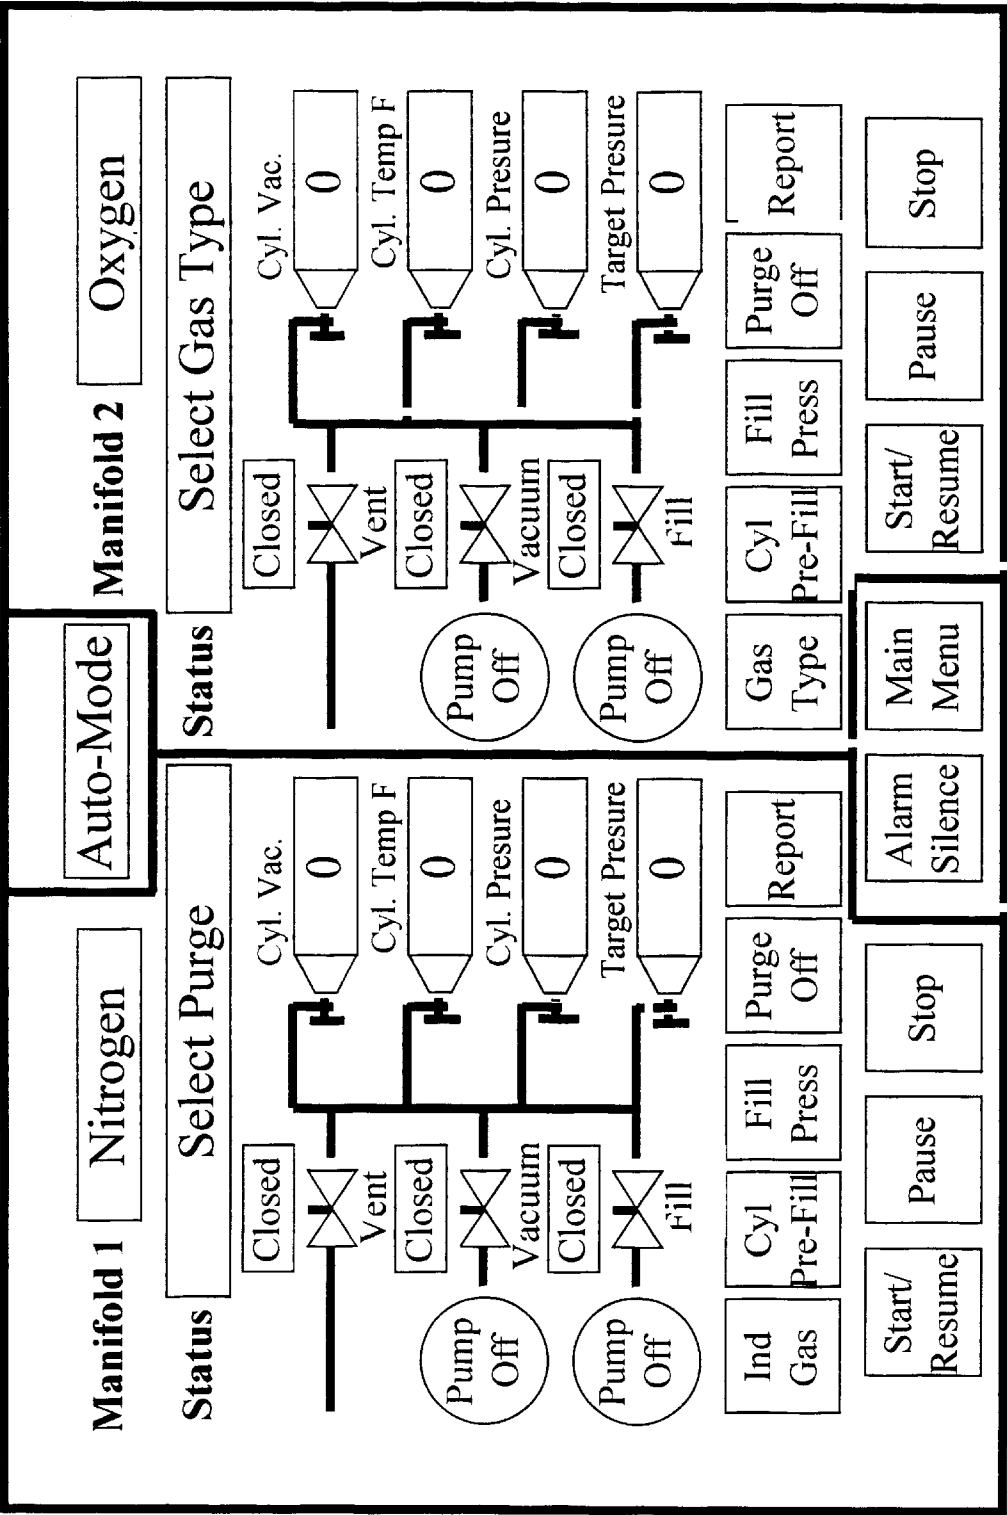 Auto-Mode
Manifold 1
Nitrogen
Status
Select Purge
Closed
Vent
Pump
Off
Closed
Vacuum
Pump
Off
Closed
Fill
Cyl. Vac.
0
Cyl. Temp F
0
Cyl. Presure
0
Target Presure
0
Ind
Gas
Cyl
Pre-Fill
Fill
Press
Purge
Off
Report
Start/
Resume
Pause
Stop
Alarm
Silence
Main
Menu
Manifold 2
Oxygen
Status
Select Gas Type
Closed
Vent
Pump
Off
Closed
Vacuum
Pump
Off
Closed
Fill
Cyl. Vac.
0
Cyl. Temp F
0
Cyl. Presure
0
Target Presure
0
Gas
Type
Cyl
Pre-Fill
Fill
Press
Purge
Off
Report
Start/
Resume
Pause
Stop